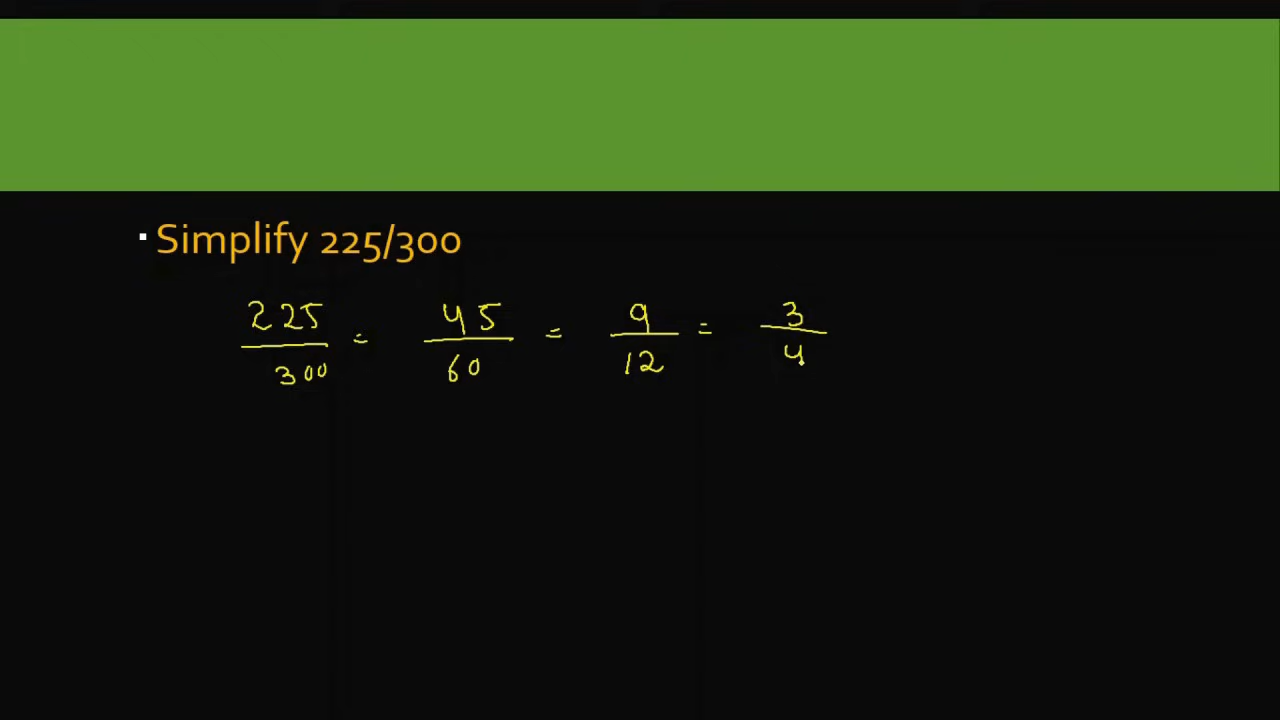 ▪ Simplify 225/300
225/300 = 45/60 = 9/12 = 3/4